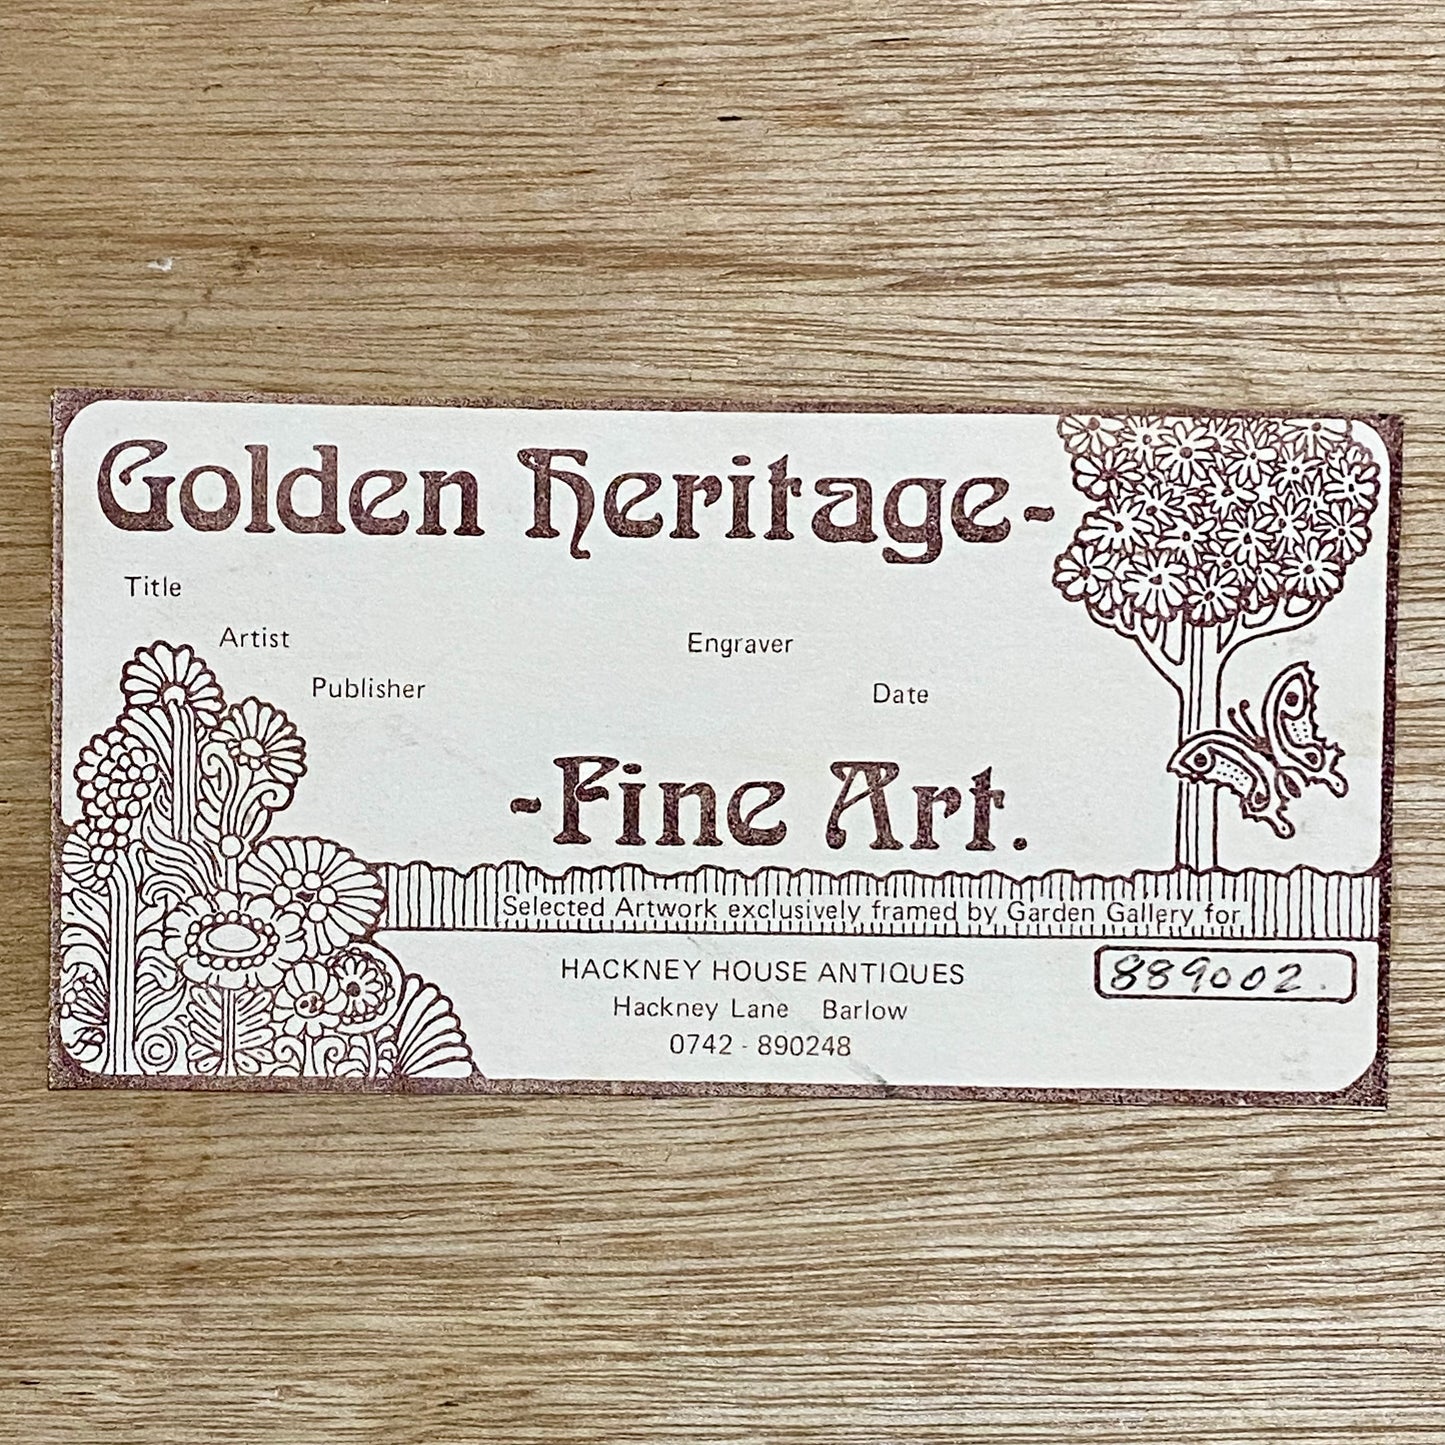 Golden Heritage-
Title
Artist Engraver
Publisher Date
-Fine Art.
Selected Artwork exclusively framed by Garden Gallery for
HACKNEY HOUSE ANTIQUES
889002.
Hackney Lane Barlow
0742 - 890248
©